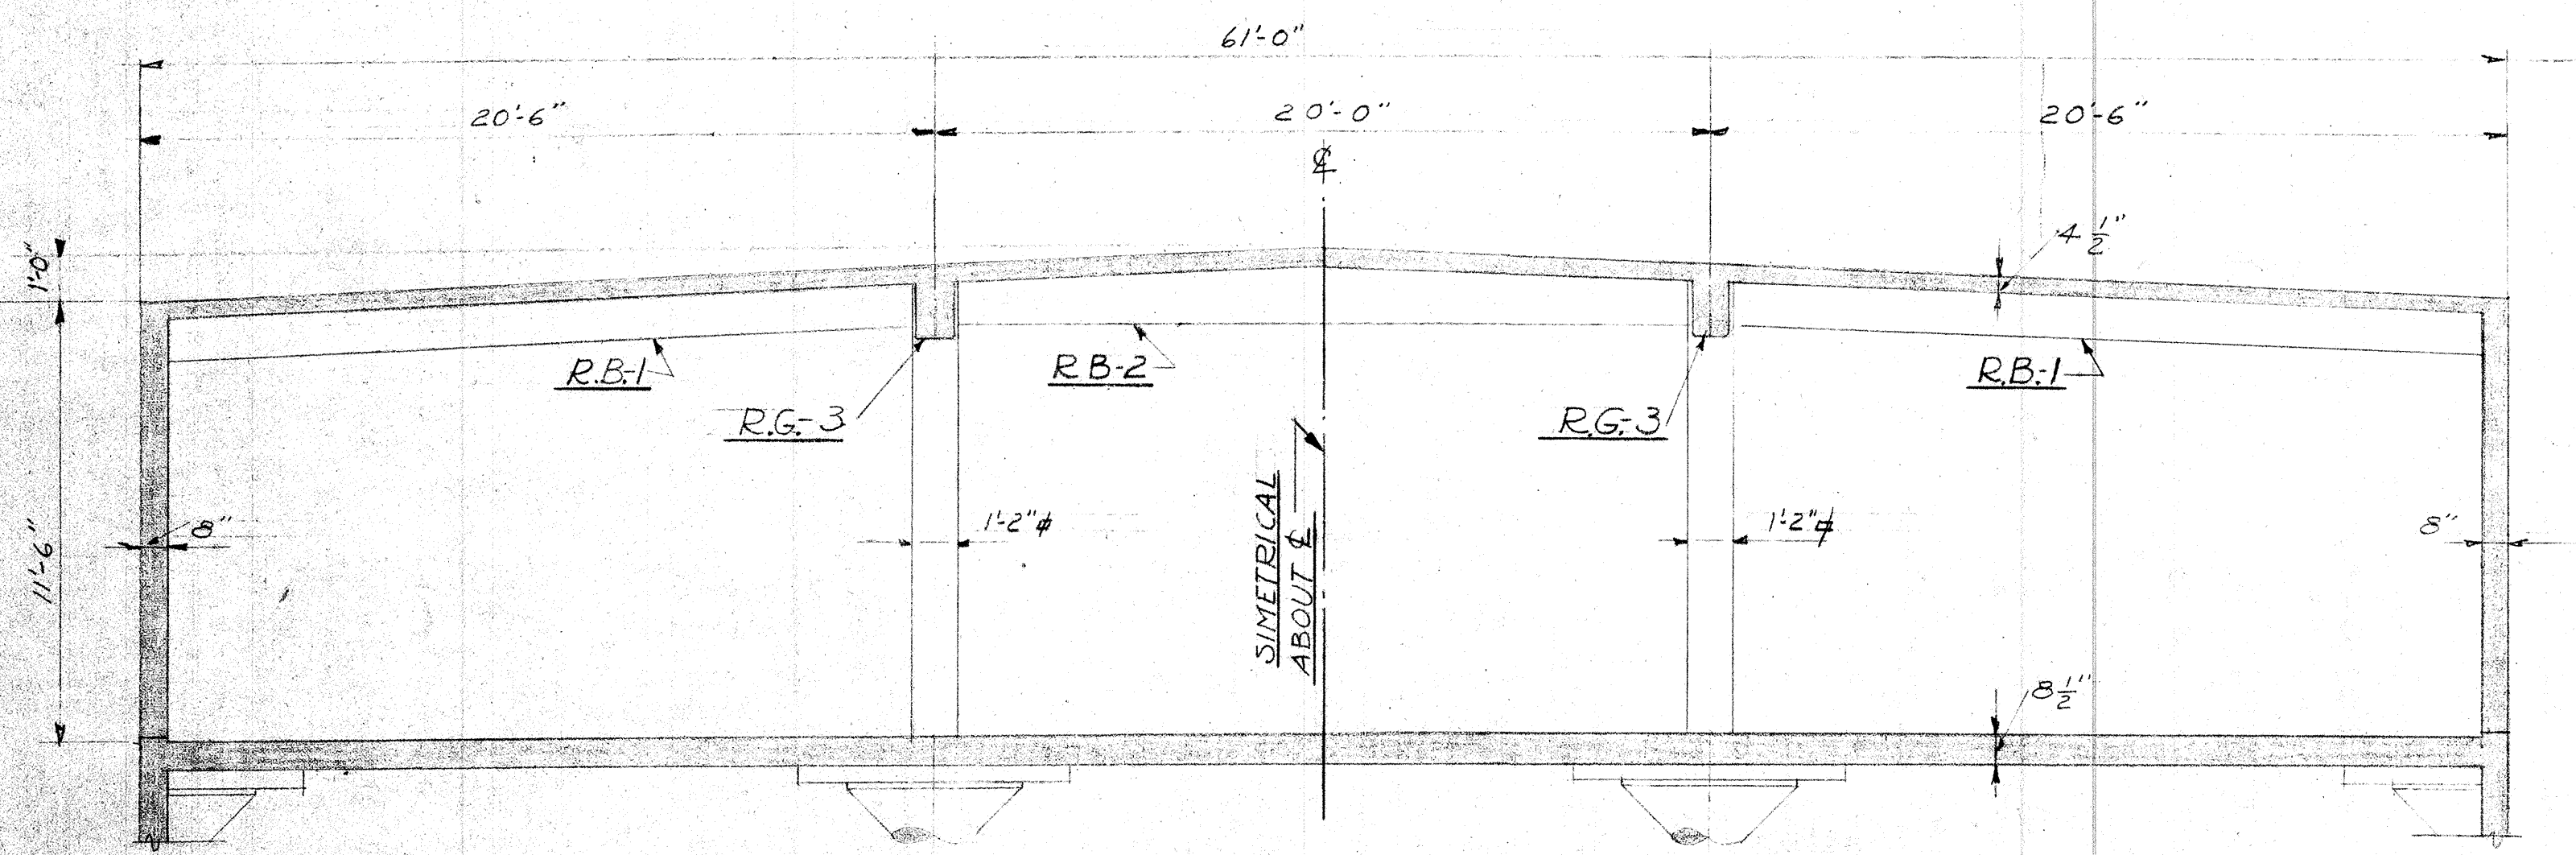 61'-0"
20'-6"
20'-0"
20'-6"
℄
1'-0"
4 1/2"
R.B.-1
R.B-2
R.B.-1
R.G.-3
R.G.-3
11'-6"
8"
1'-2"⌀
1'-2"⌀
8"
SIMETRICAL
ABOUT ℄
8 1/2"